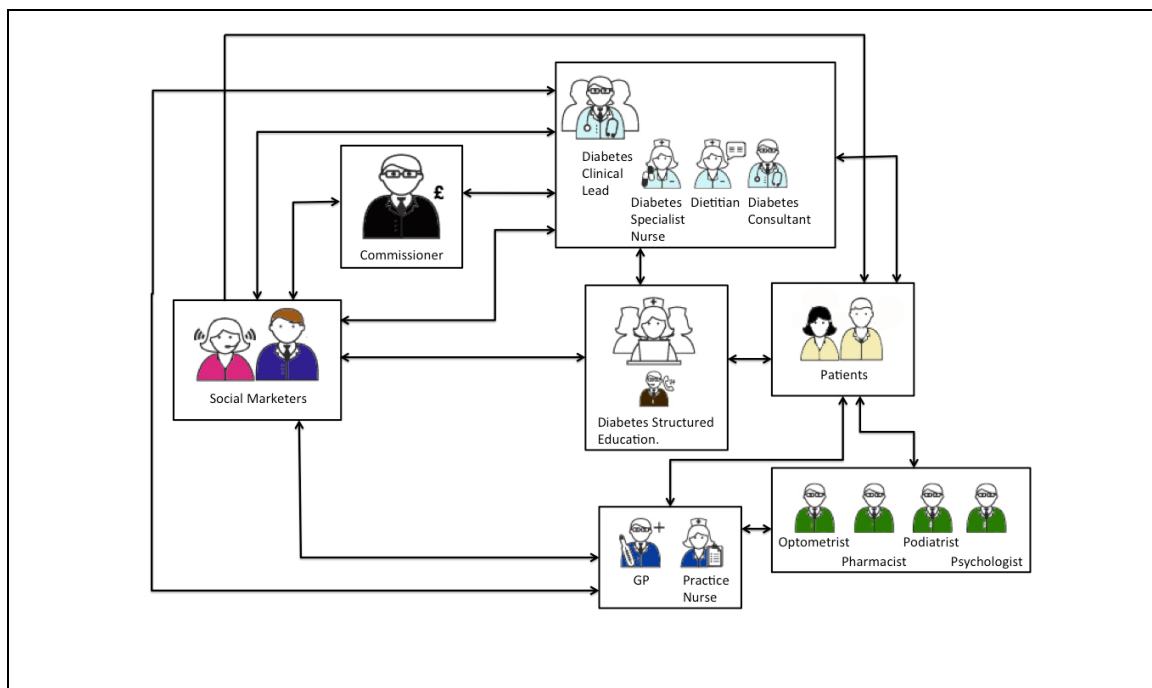 Diabetes
Clinical
Lead
Diabetes
Specialist
Nurse
Dietitian
Diabetes
Consultant
£
Commissioner
Social Marketers
Diabetes Structured
Education.
Patients
GP
Practice
Nurse
Optometrist
Pharmacist
Podiatrist
Psychologist